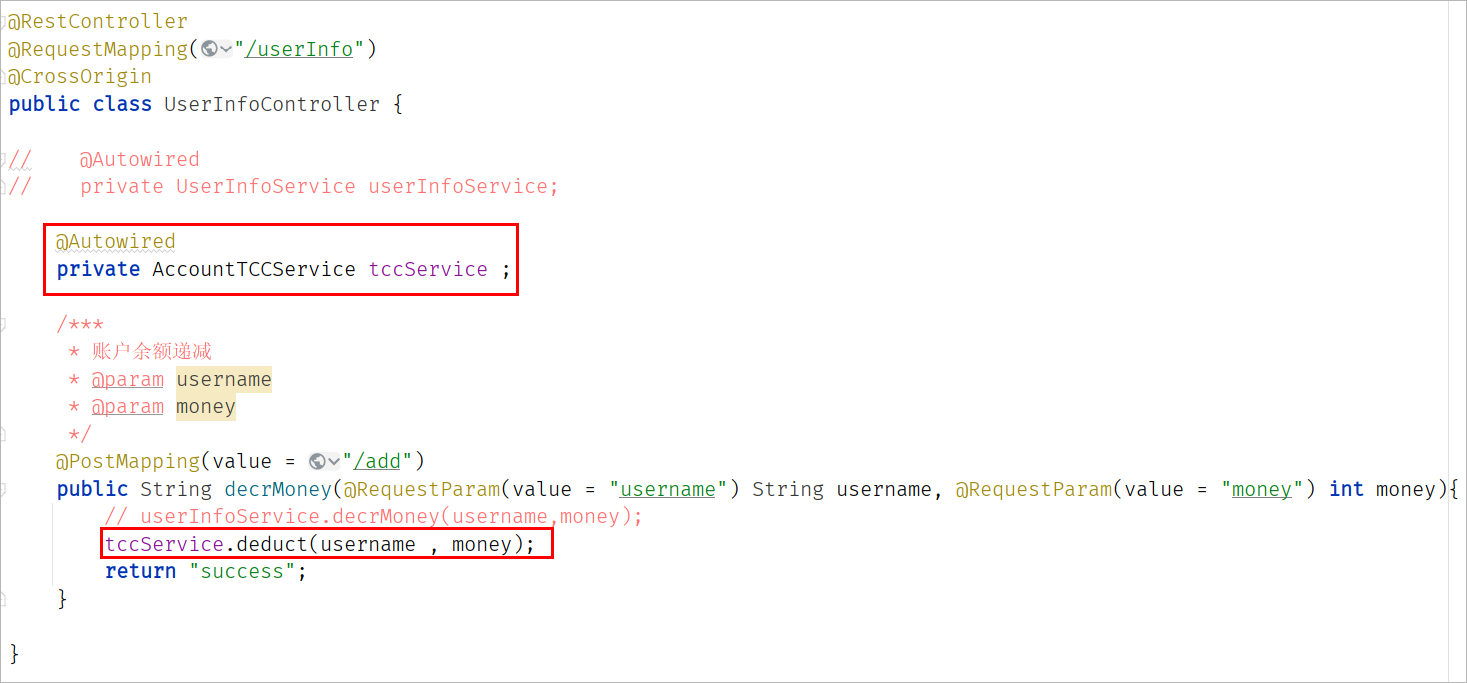 @RestController
@RequestMapping("/userInfo")
@CrossOrigin
public class UserInfoController {
//    @Autowired
//    private UserInfoService userInfoService;
@Autowired
private AccountTCCService tccService ;
/***
* 账户余额递减
* @param username
* @param money
*/
@PostMapping(value = "/add")
public String decrMoney(@RequestParam(value = "username") String username, @RequestParam(value = "money") int money){
// userInfoService.decrMoney(username,money);
tccService.deduct(username , money);
return "success";
}
}